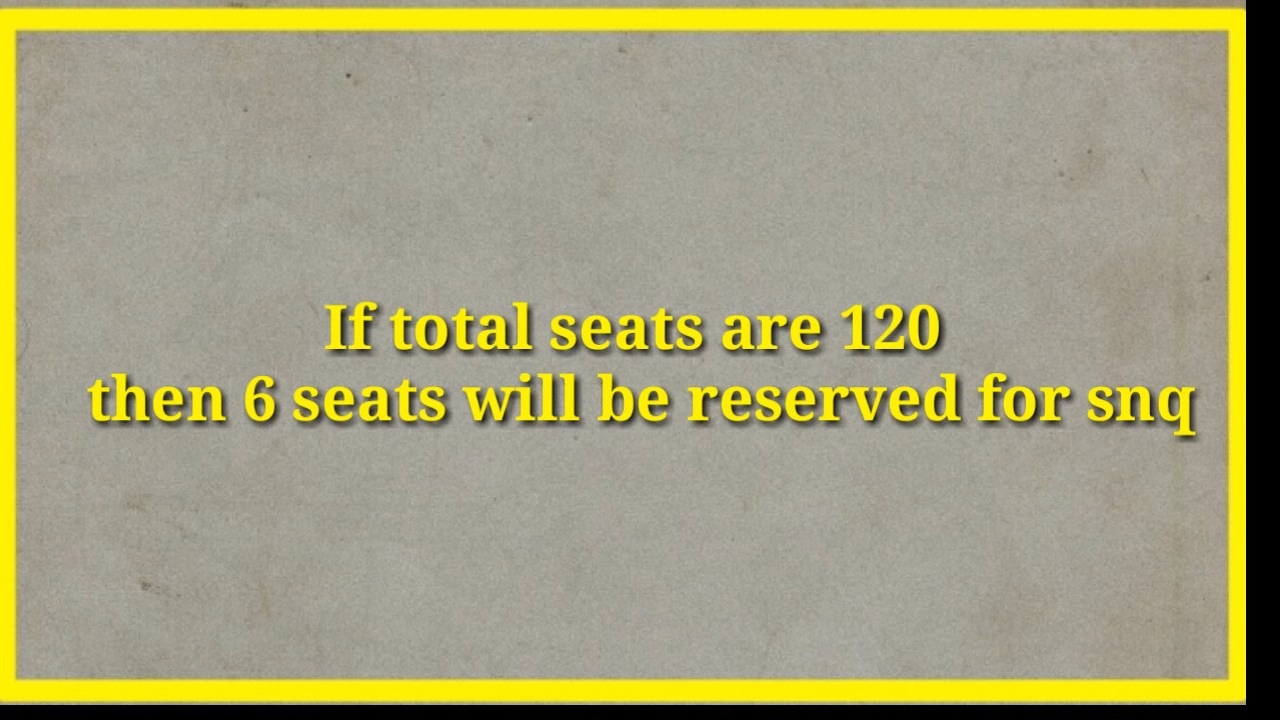 If total seats are 120
then 6 seats will be reserved for snq